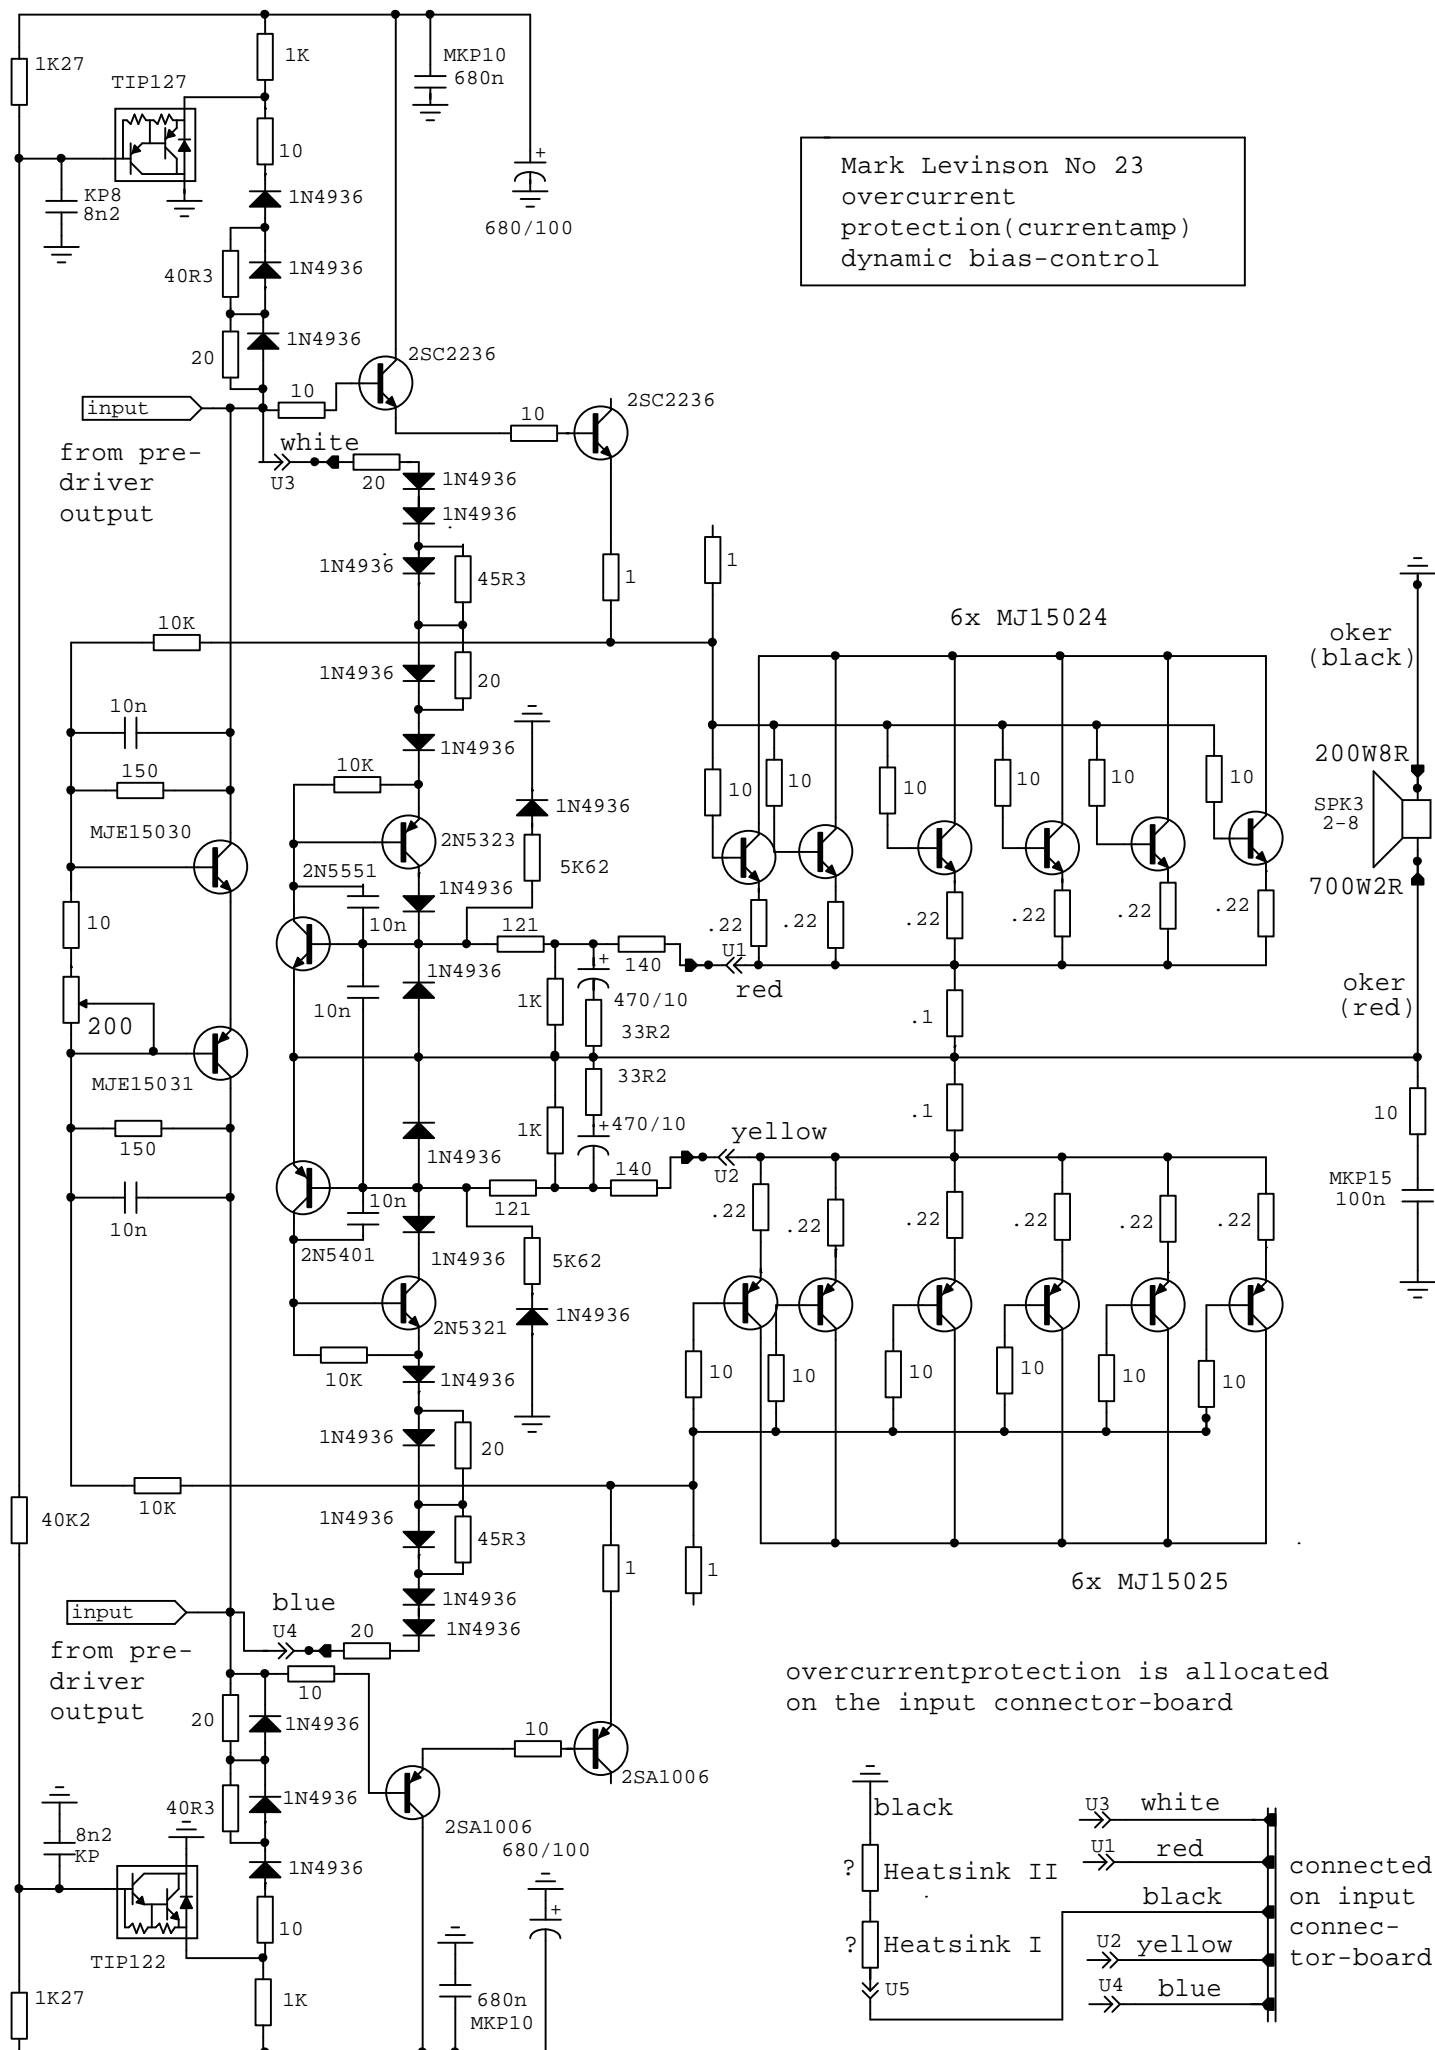 1K27
1K
MKP10
680n
TIP127
10
KP8
8n2
1N4936
+
680/100
Mark Levinson No 23
overcurrent
protection(currentamp)
dynamic bias-control
40R3
1N4936
20
1N4936
2SC2236
10
2SC2236
10
input
from pre-
driver
output
white
U3
20
1N4936
1N4936
1N4936
45R3
1
1
10K
6x MJ15024
oker
(black)
1N4936
20
10n
1N4936
150
10K
1N4936
10
10
10
10
10
10
200W8R
SPK3
2-8
MJE15030
2N5323
2N5551
5K62
700W2R
1N4936
10n
10
121
140
.22
.22
.22
.22
.22
.22
U1
red
1N4936
+
470/10
10n
1K
33R2
.1
oker
(red)
200
MJE15031
33R2
.1
10
150
1K
+470/10
yellow
U2
1N4936
140
10n
10n
121
.22
.22
.22
.22
.22
.22
MKP15
100n
2N5401
1N4936
5K62
1N4936
2N5321
10K
1N4936
10
10
10
10
10
10
1N4936
20
10K
40K2
1N4936
45R3
1
1
6x MJ15025
1N4936
1N4936
blue
input
U4
20
from pre-
driver
output
10
20
1N4936
10
2SA1006
overcurrentprotection is allocated
on the input connector-board
40R3
1N4936
2SA1006
680/100
8n2
KP
1N4936
+
10
TIP122
1K27
1K
680n
MKP10
black
? Heatsink II
? Heatsink I
U5
U3 white
U1 red
black
U2 yellow
U4 blue
connected
on input
connec-
tor-board